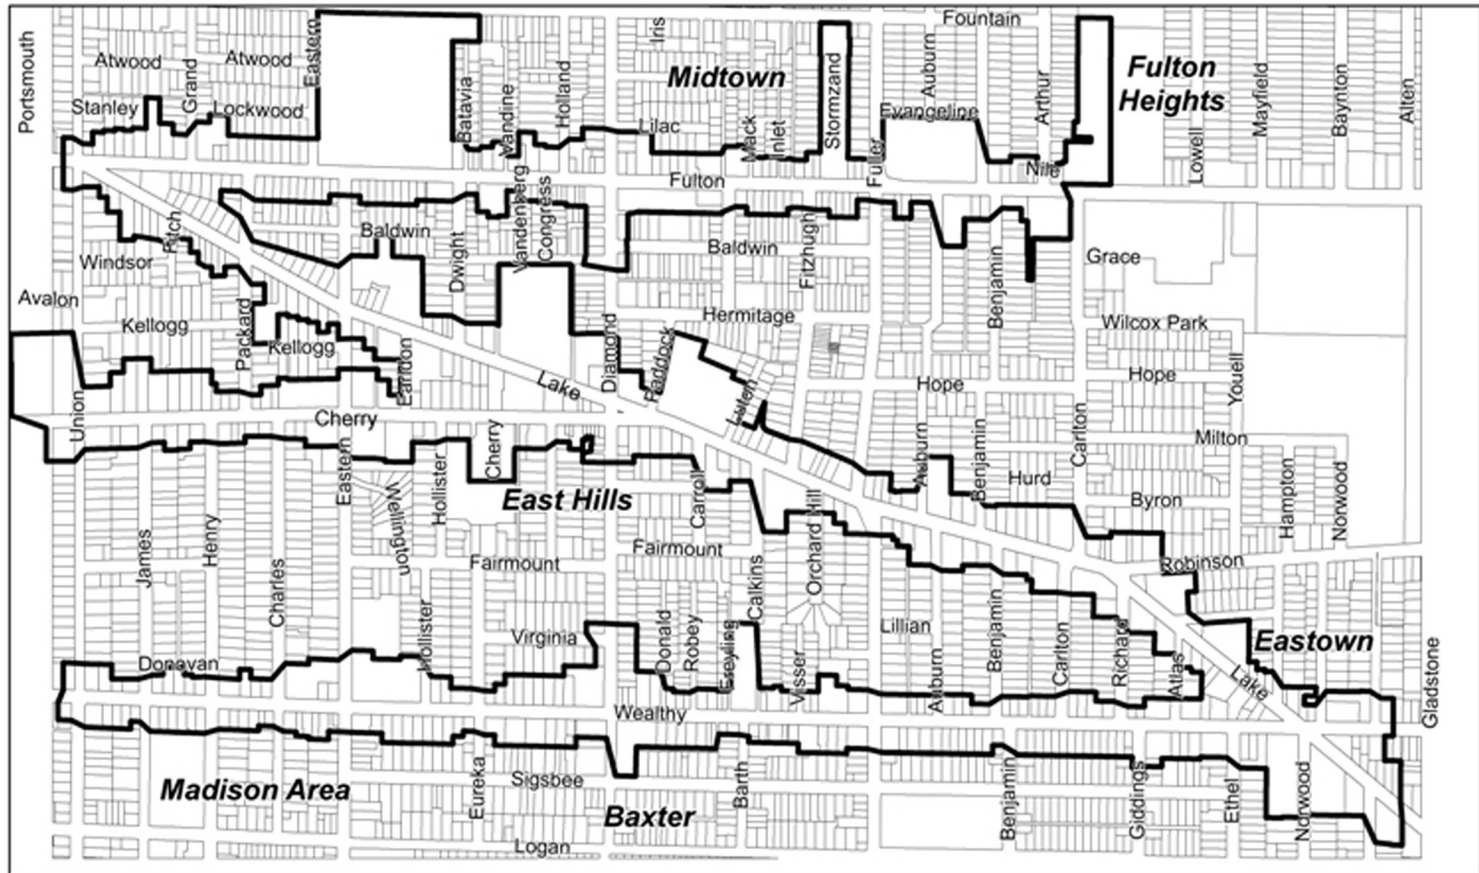 Fountain
Portsmouth
Atwood
Grand
Atwood
Eastern
Iris
Midtown
Stormzand
Auburn
Arthur
Fulton
Heights
Mayfield
Baynton
Alten
Stanley
Lockwood
Batavia
Vandine
Holland
Lilac
Mack
Inlet
Evangeline
Fuller
Nile
Lowell
Fulton
Fitch
Baldwin
Dwight
Vandenberg
Congress
Baldwin
Fitzhugh
Benjamin
Grace
Windsor
Avalon
Kellogg
Packard
Kellogg
Hermitage
Wilcox Park
Diamond
Paddock
Lake
Hope
Hope
Youell
Union
Cherry
Eastern
Hollister
Cherry
Auburn
Benjamin
Carlton
Milton
Hurd
East Hills
Carroll
Byron
Hampton
Norwood
James
Henry
Charles
Wellington
Fairmount
Fairmount
Calkins
Orchard Hill
Robinson
Hollister
Virginia
Donald
Robey
Freyling
Visser
Lillian
Auburn
Benjamin
Carlton
Richard
Atlas
Eastown
Lake
Gladstone
Donovan
Wealthy
Madison Area
Eureka
Sigsbee
Barth
Benjamin
Giddings
Ethel
Norwood
Baxter
Logan